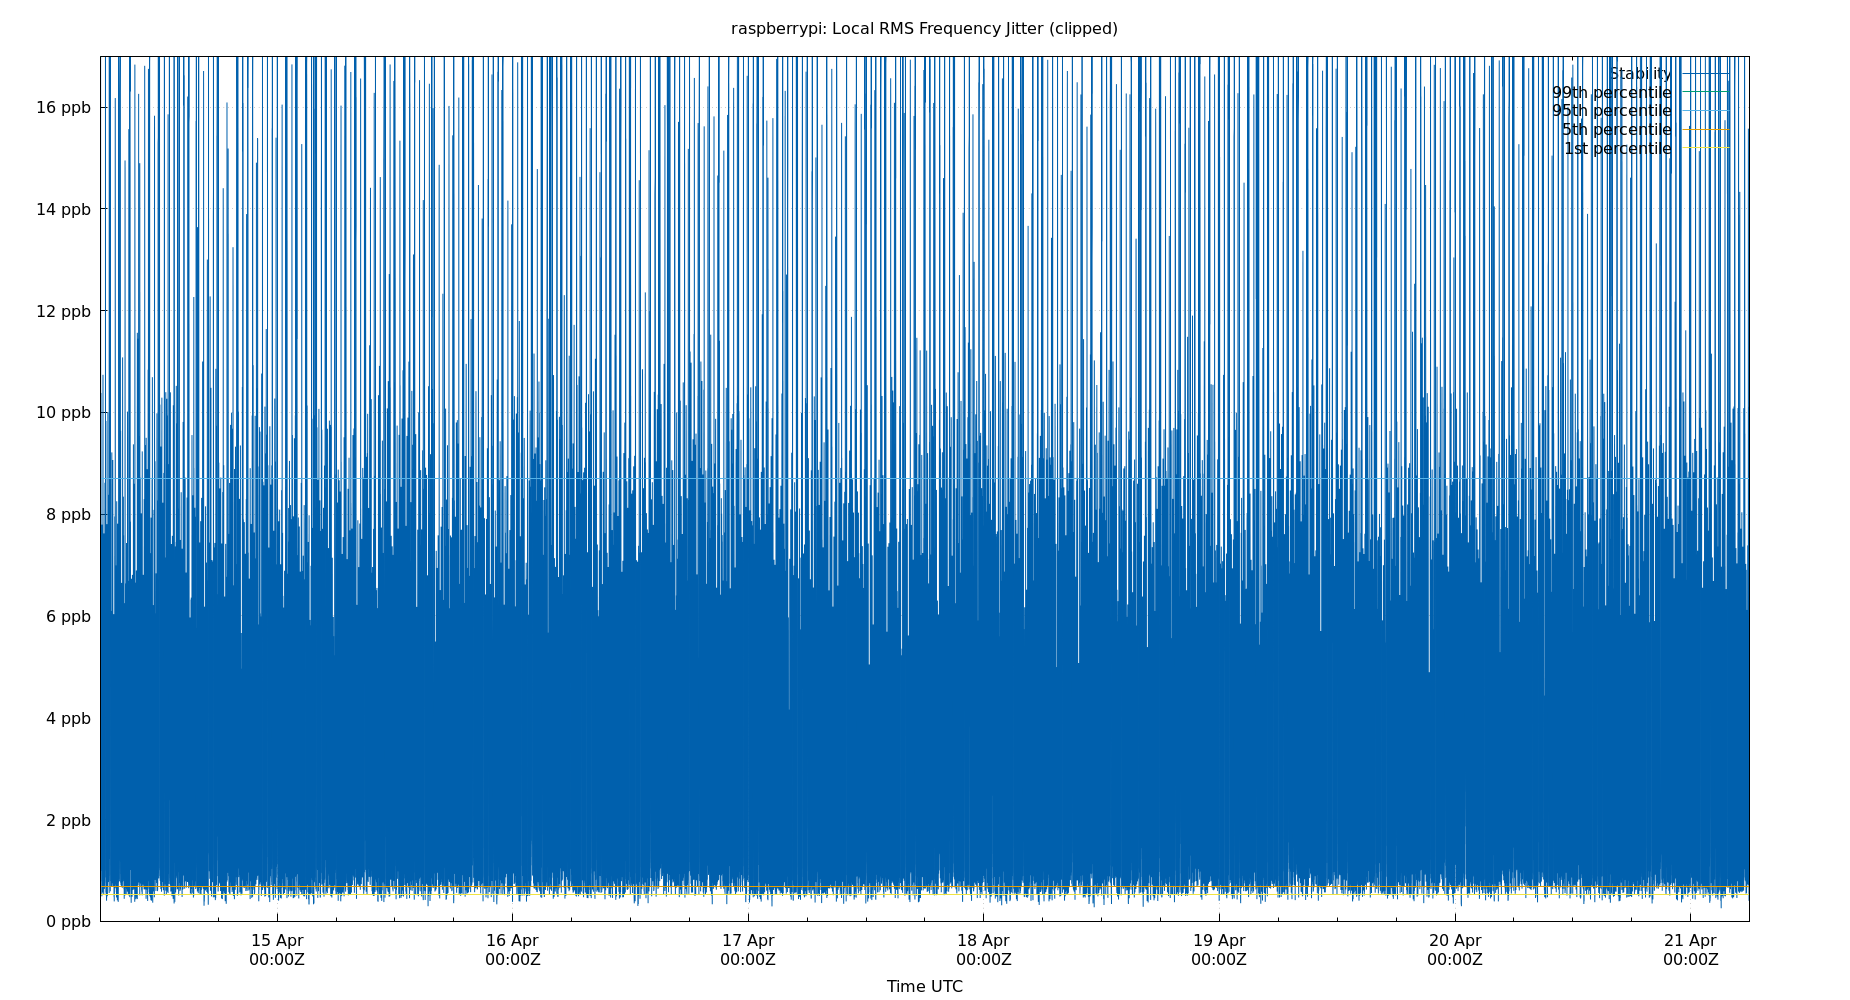 raspberrypi: Local RMS Frequency Jitter (clipped)
Stability
99th percentile
95th percentile
5th percentile
1st percentile
16 ppb
14 ppb
12 ppb
10 ppb
8 ppb
6 ppb
4 ppb
2 ppb
0 ppb
15 Apr 16 Apr 17 Apr 18 Apr 19 Apr 20 Apr 21 Apr
00:00Z 00:00Z 00:00Z 00:00Z 00:00Z 00:00Z 00:00Z
Time UTC